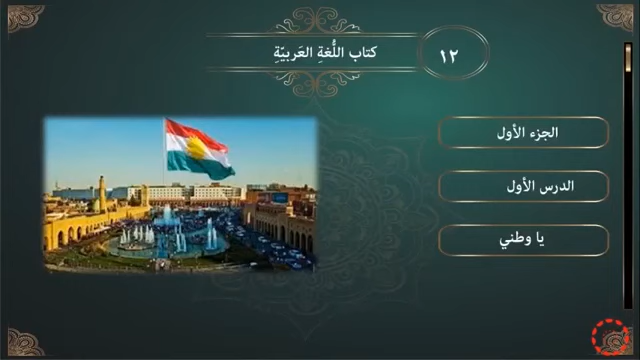 كتاب اللُّغةِ العَربيّةِ
١٢
الجزء الأول
الدرس الأول
يا وطني